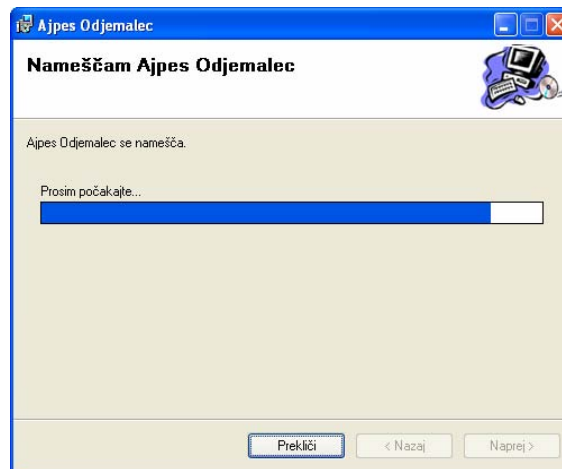 Ajpes Odjemalec
Nameščam Ajpes Odjemalec
Ajpes Odjemalec se namešča.
Prosim počakajte...
Prekliči
< Nazaj
Naprej >